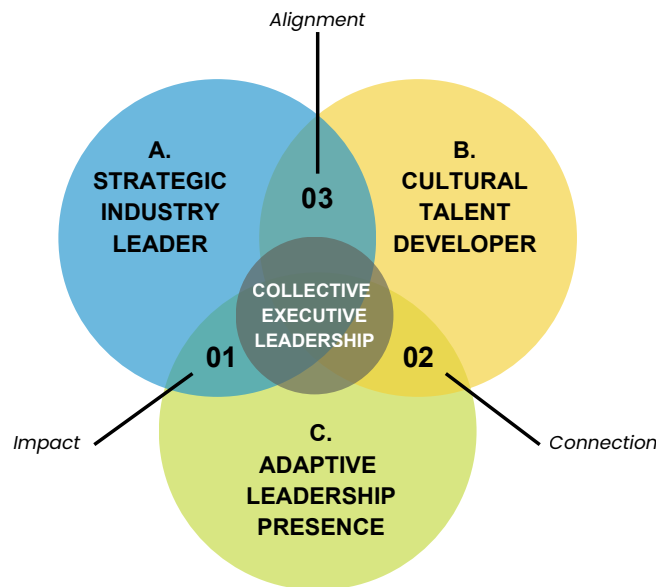 Alignment
A.
STRATEGIC
INDUSTRY
LEADER
B.
CULTURAL
TALENT
DEVELOPER
03
COLLECTIVE
EXECUTIVE
LEADERSHIP
01
02
Impact
Connection
C.
ADAPTIVE
LEADERSHIP
PRESENCE